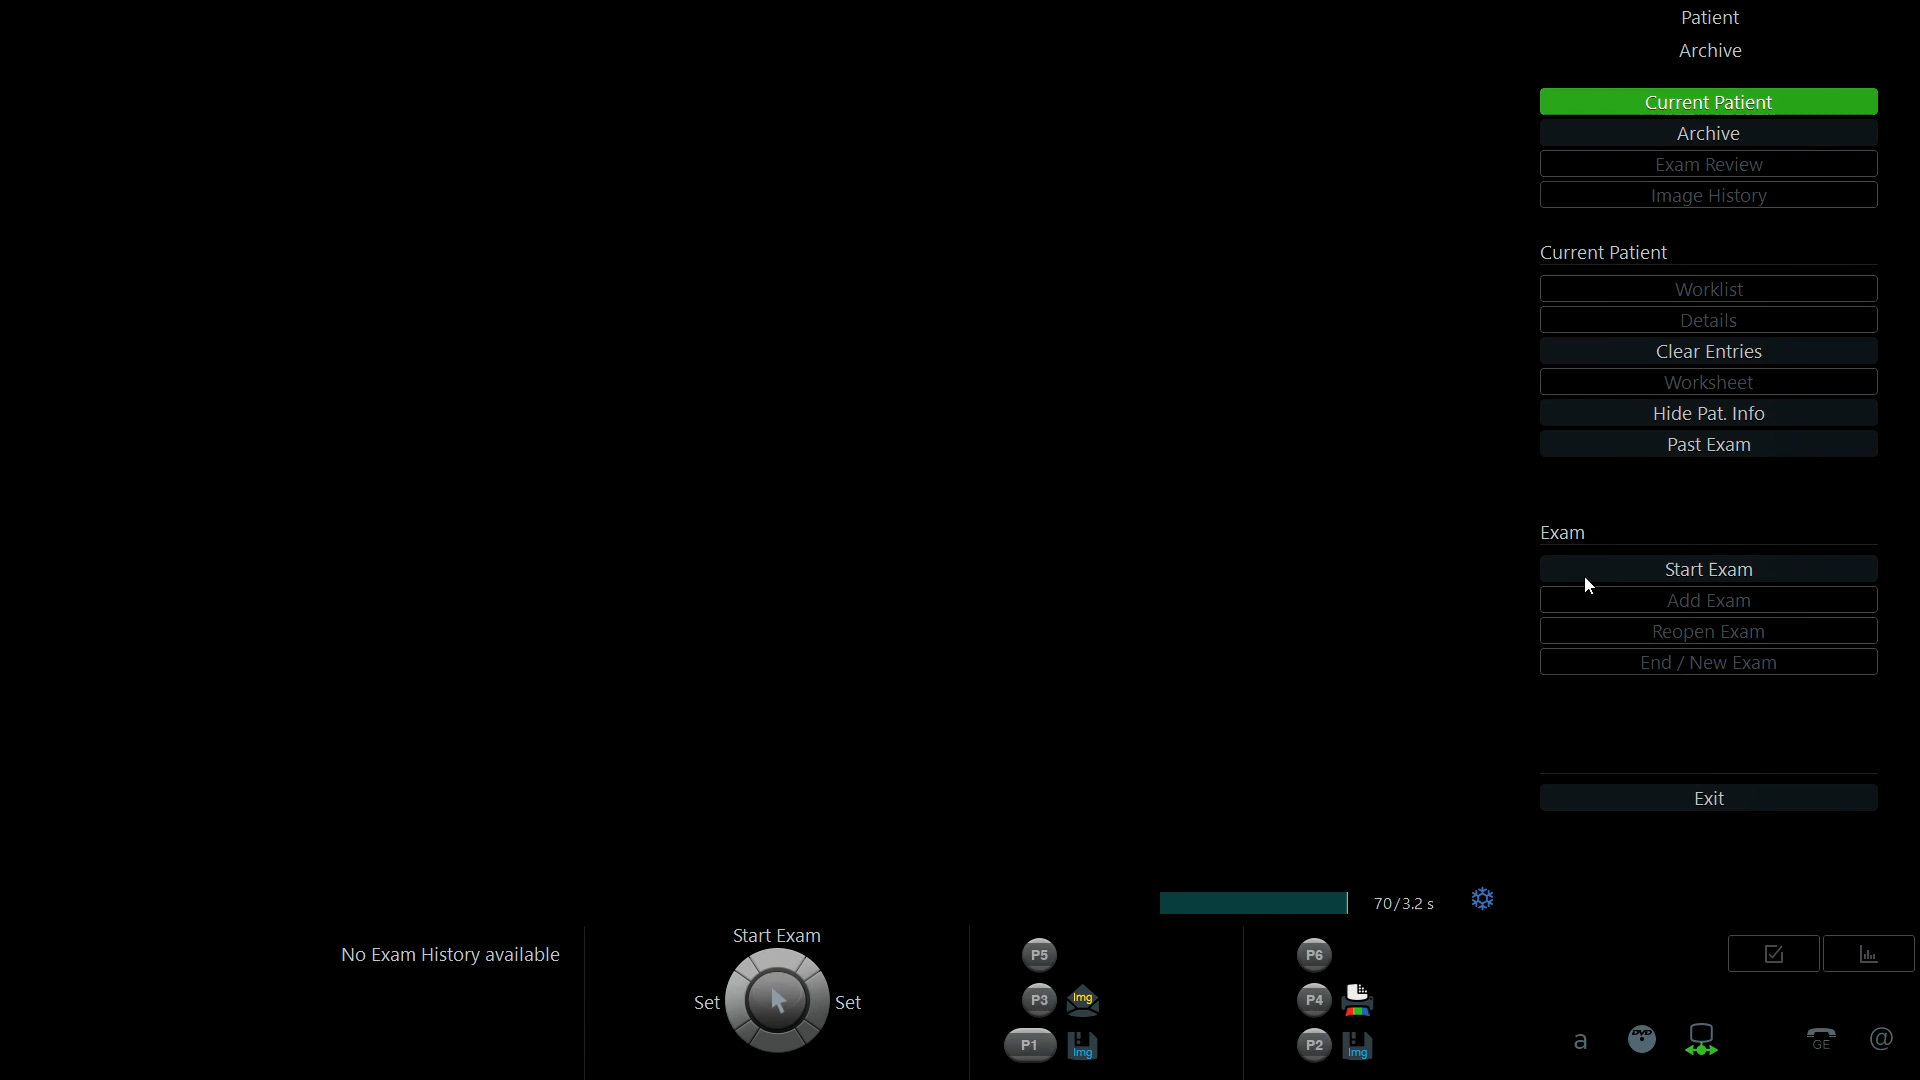 Patient
Archive
Current Patient
Archive
Exam Review
Image History
Current Patient
Worklist
Details
Clear Entries
Worksheet
Hide Pat. Info
Past Exam
Exam
Start Exam
Add Exam
Reopen Exam
End / New Exam
Exit
70/3.2 s
No Exam History available
Start Exam
Set
Set
P5
P3
Img
P1
Img
P6
P4
P2
Img
a
DVD
GE
@